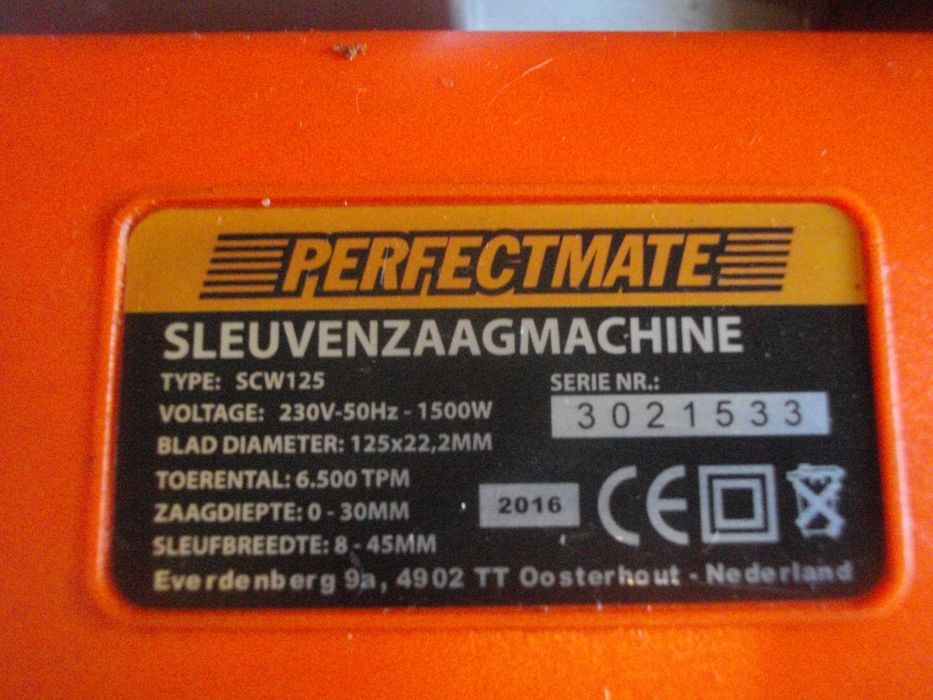 PERFECTMATE
SLEUVENZAAGMACHINE
TYPE: SCW125
VOLTAGE: 230V-50Hz - 1500W
BLAD DIAMETER: 125x22,2MM
TOERENTAL: 6.500 TPM
ZAAGDIEPTE: 0 - 30MM
SLEUFBREEDTE: 8 - 45MM
SERIE NR.:
3021533
2016
CE
Everdenberg 9a, 4902 TT Oosterhout - Nederland